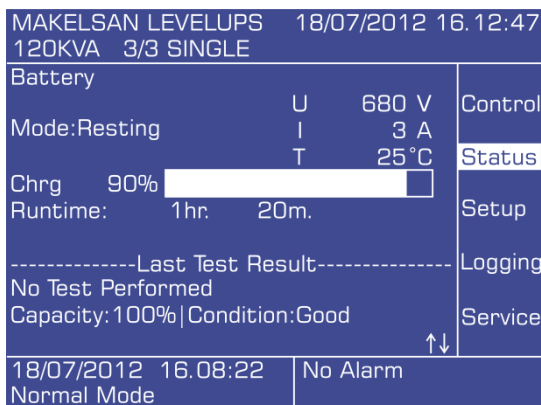 MAKELSAN LEVELUPS 18/07/2012 16.12:47
120KVA 3/3 SINGLE
Battery
U 680 V
Mode:Resting I 3 A
T 25°C
Chrg 90%
Runtime: 1hr. 20m.
--------------Last Test Result---------------
No Test Performed
Capacity:100%|Condition:Good
↑↓
Control
Status
Setup
Logging
Service
18/07/2012 16.08:22 No Alarm
Normal Mode